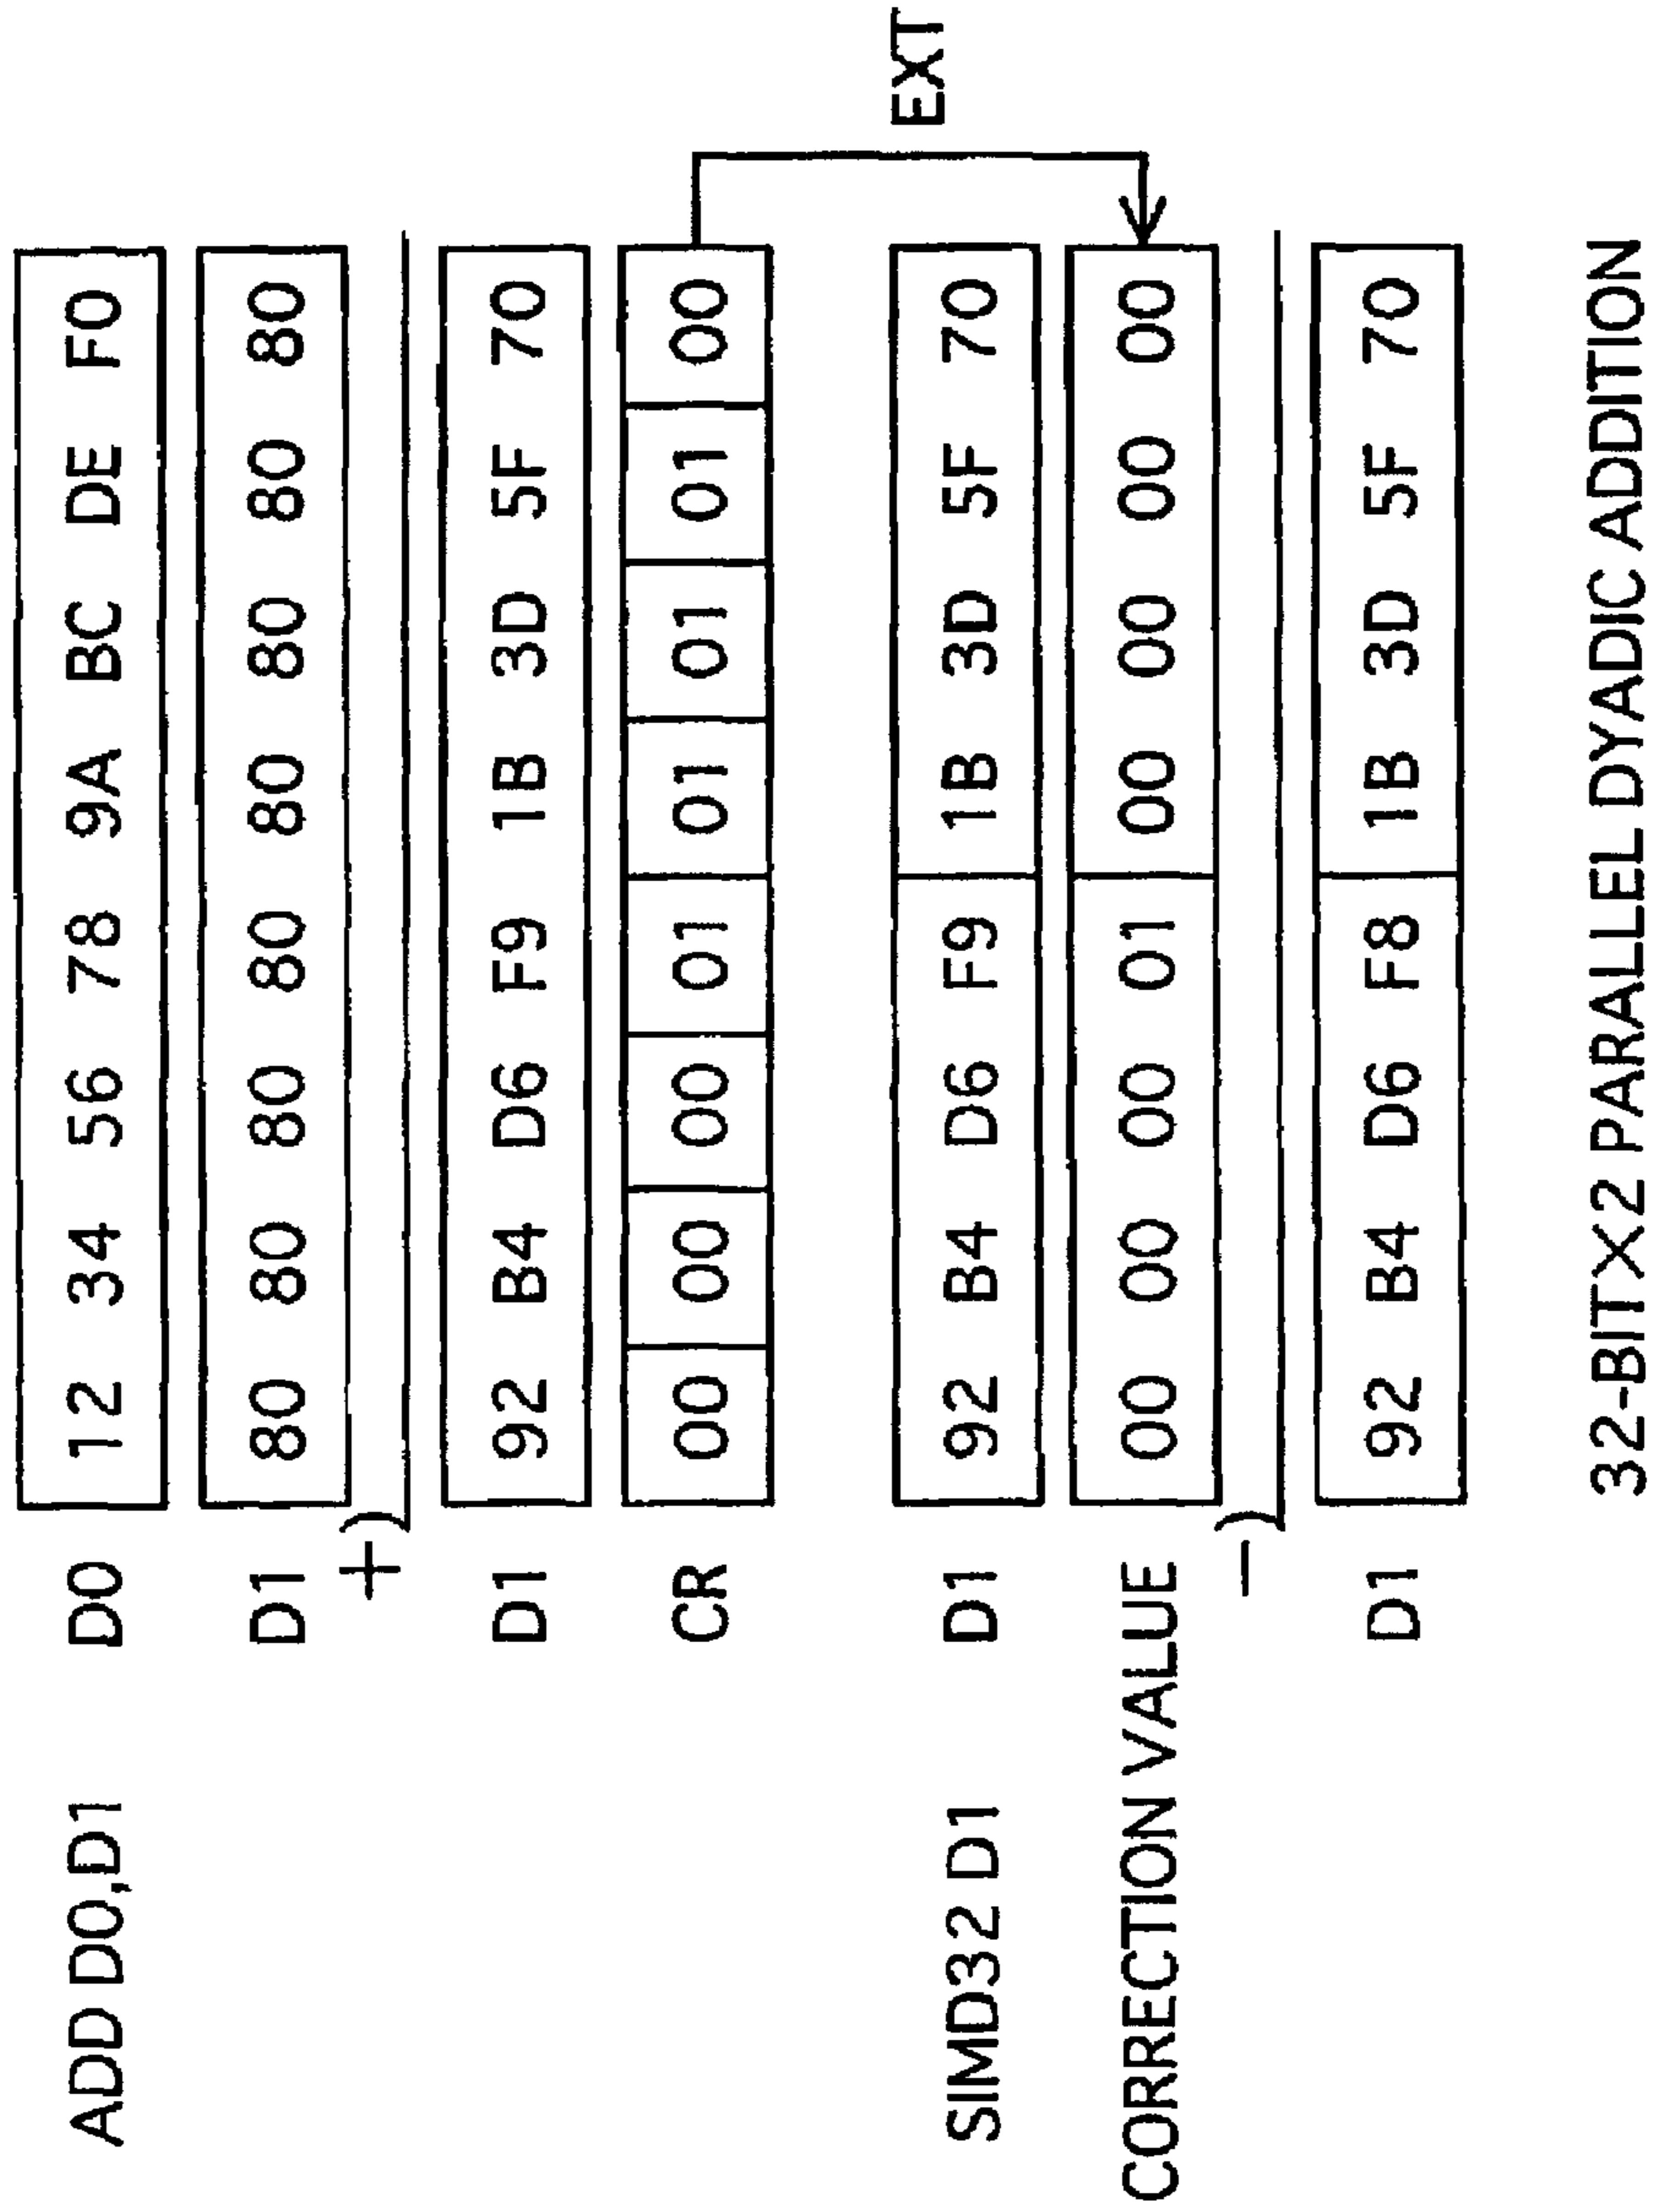 ADD D0,D1 D0 12 34 56 78 9A BC DE F0
D1 80 80 80 80 80 80 80 80
+)
D1 92 B4 D6 F9 1B 3D 5F 70
CR 00 00 00 01 01 01 01 00
EXT
SIMD32 D1 D1 92 B4 D6 F9 1B 3D 5F 70
CORRECTION VALUE 00 00 00 01 00 00 00 00
−)
D1 92 B4 D6 F8 1B 3D 5F 70
32-BIT×2 PARALLEL DYADIC ADDITION